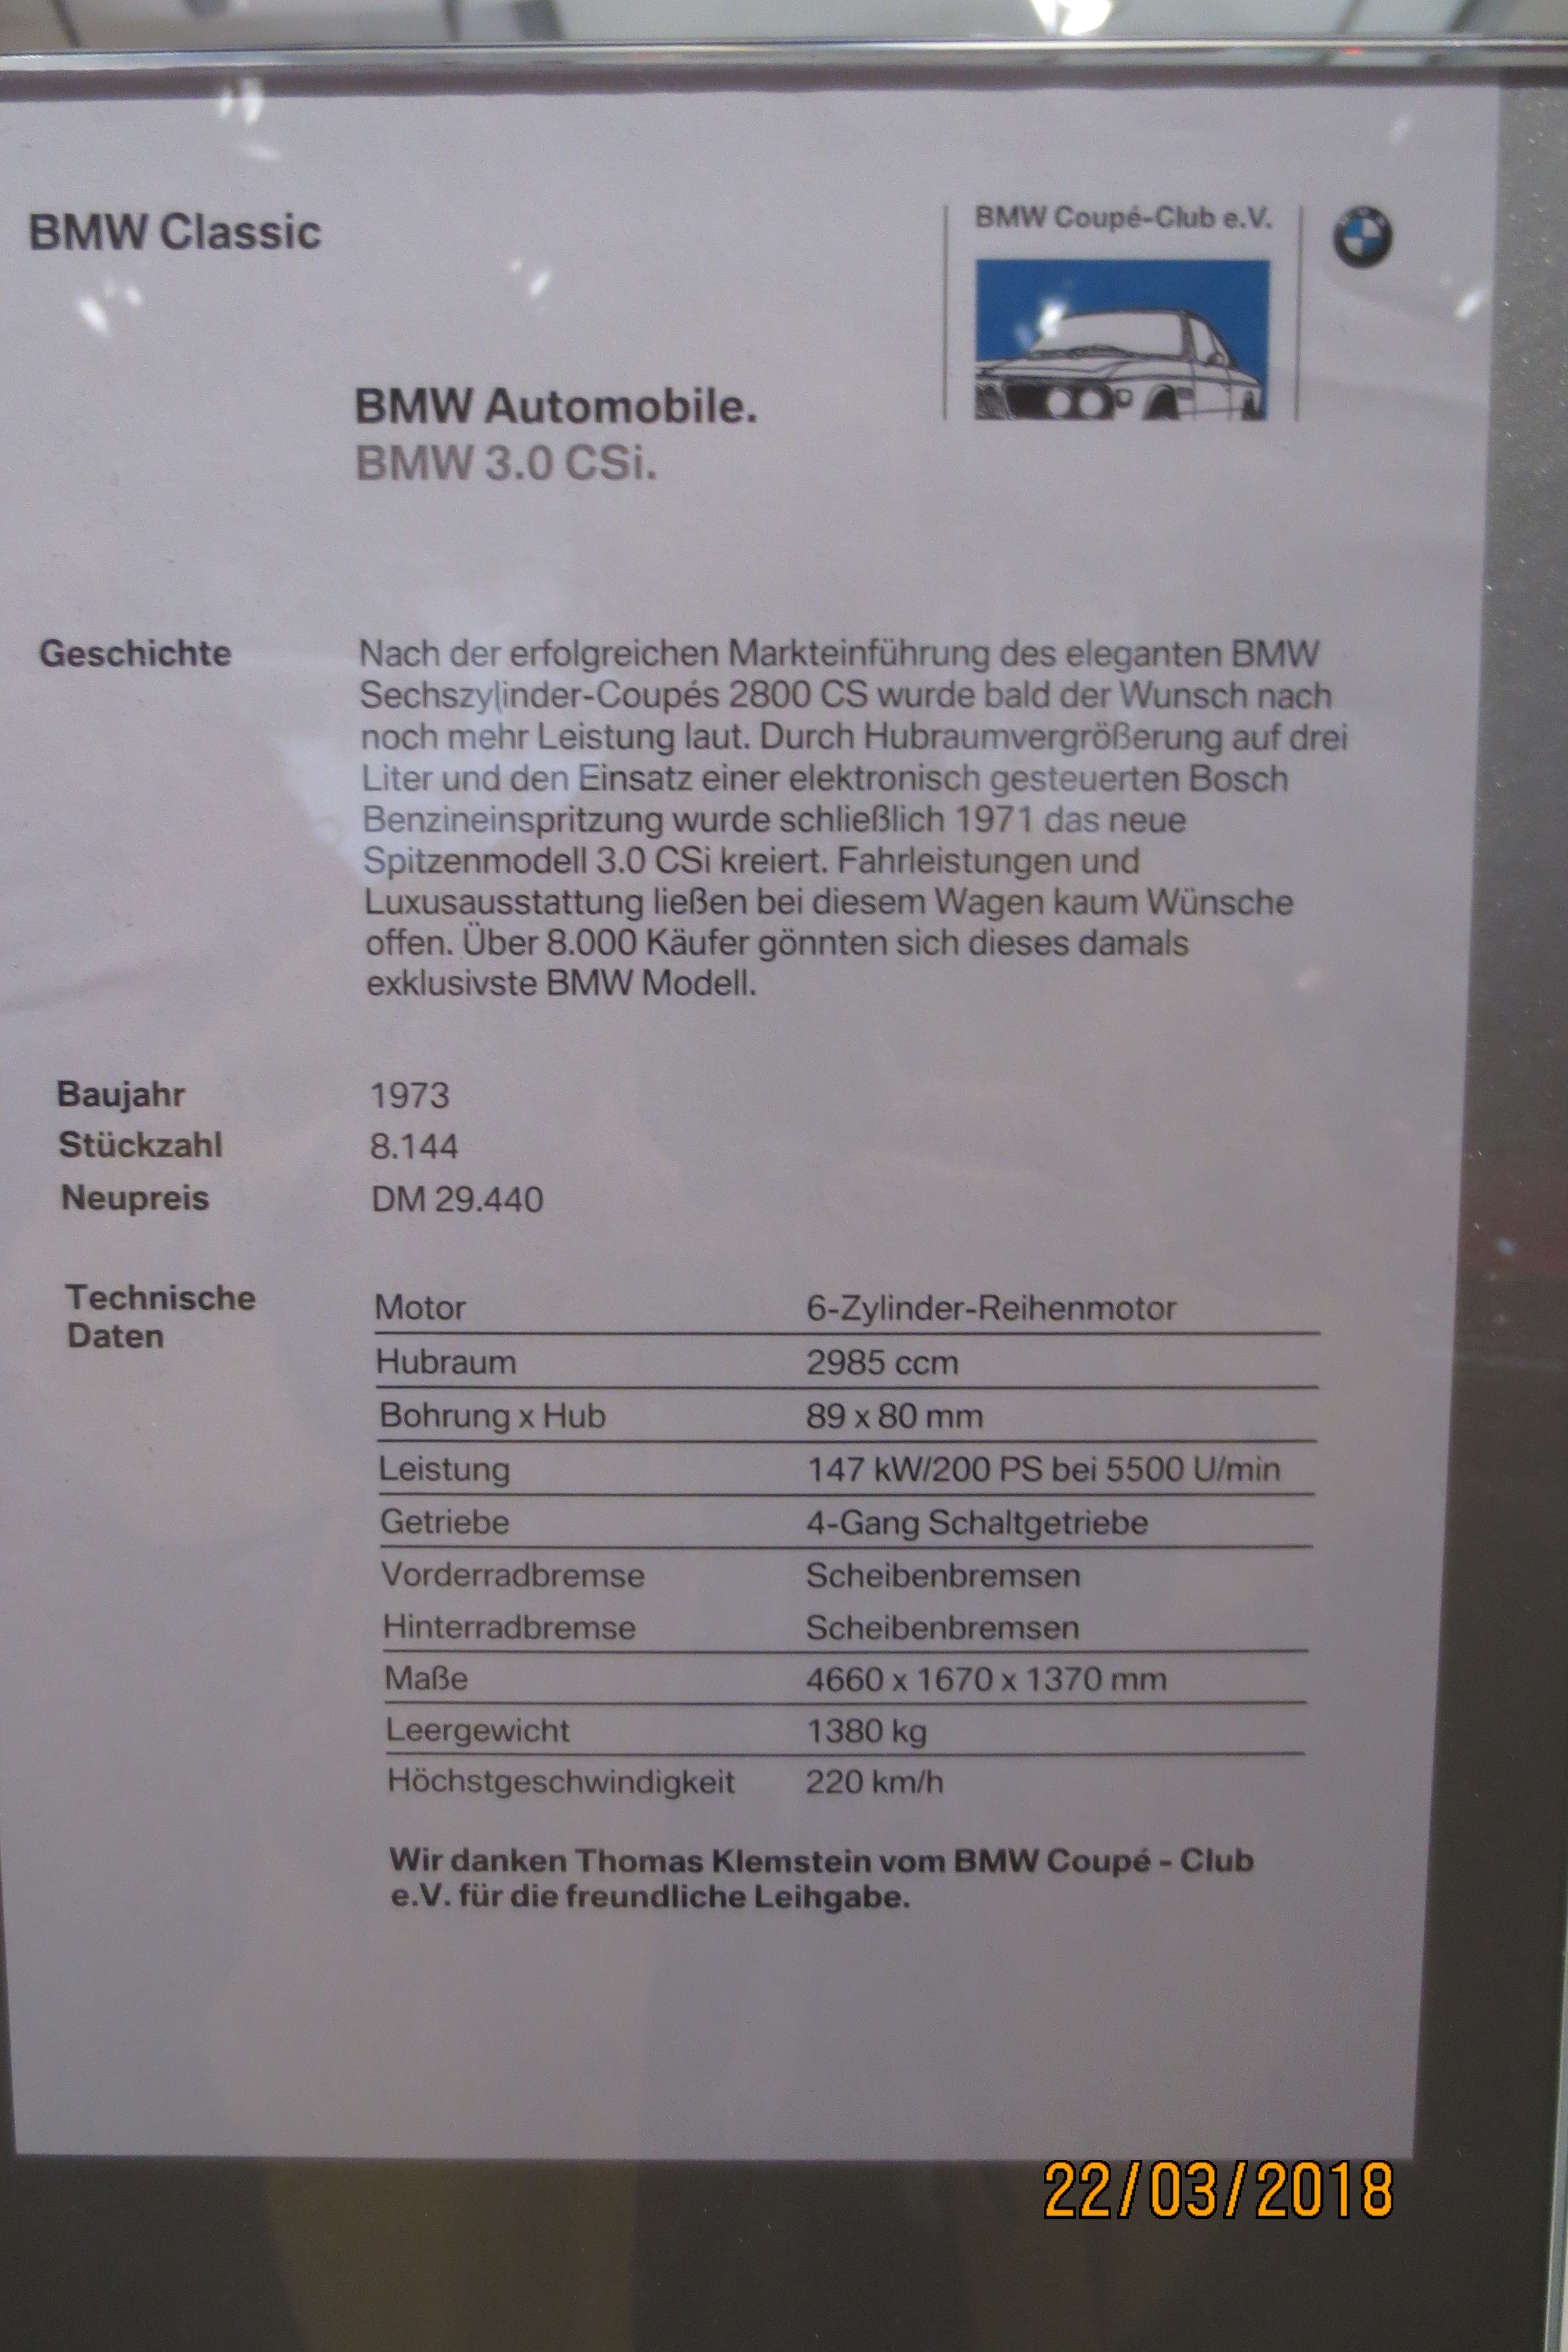 BMW Classic
BMW Coupé-Club e.V.
BMW Automobile.
BMW 3.0 CSi.
Geschichte
Nach der erfolgreichen Markteinführung des eleganten BMW
Sechszylinder-Coupés 2800 CS wurde bald der Wunsch nach
noch mehr Leistung laut. Durch Hubraumvergrößerung auf drei
Liter und den Einsatz einer elektronisch gesteuerten Bosch
Benzineinspritzung wurde schließlich 1971 das neue
Spitzenmodell 3.0 CSi kreiert. Fahrleistungen und
Luxusausstattung ließen bei diesem Wagen kaum Wünsche
offen. Über 8.000 Käufer gönnten sich dieses damals
exklusivste BMW Modell.
Baujahr 1973
Stückzahl 8.144
Neupreis DM 29.440
Technische
Daten
Motor 6-Zylinder-Reihenmotor
Hubraum 2985 ccm
Bohrung x Hub 89 x 80 mm
Leistung 147 kW/200 PS bei 5500 U/min
Getriebe 4-Gang Schaltgetriebe
Vorderradbremse Scheibenbremsen
Hinterradbremse Scheibenbremsen
Maße 4660 x 1670 x 1370 mm
Leergewicht 1380 kg
Höchstgeschwindigkeit 220 km/h
Wir danken Thomas Klemstein vom BMW Coupé - Club
e.V. für die freundliche Leihgabe.
22/03/2018